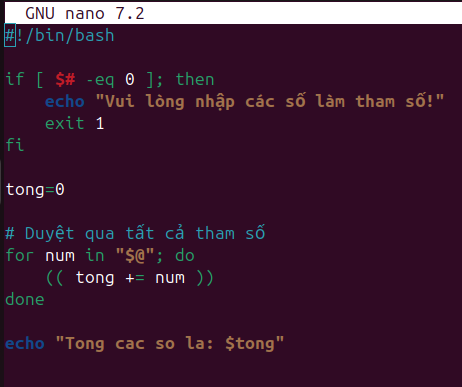 GNU nano 7.2
#!/bin/bash
if [ $# -eq 0 ]; then
echo "Vui lòng nhập các số làm tham số!"
exit 1
fi
tong=0
# Duyệt qua tất cả tham số
for num in "$@"; do
(( tong += num ))
done
echo "Tong cac so la: $tong"